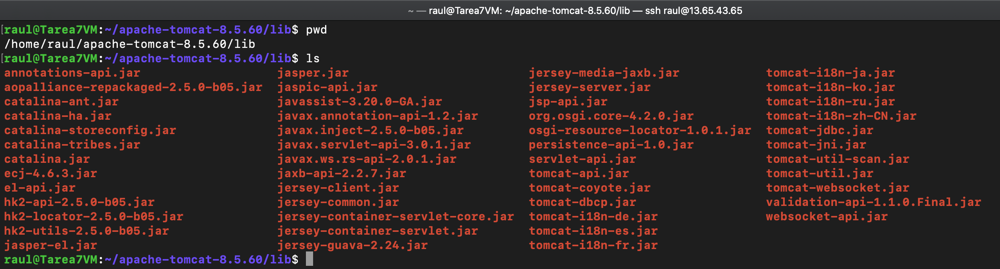 ~ — raul@Tarea7VM: ~/apache-tomcat-8.5.60/lib — ssh raul@13.65.43.65
[raul@Tarea7VM:~/apache-tomcat-8.5.60/lib$ pwd
/home/raul/apache-tomcat-8.5.60/lib
[raul@Tarea7VM:~/apache-tomcat-8.5.60/lib$ ls
annotations-api.jar jasper.jar jersey-media-jaxb.jar tomcat-i18n-ja.jar
aopalliance-repackaged-2.5.0-b05.jar jaspic-api.jar jersey-server.jar tomcat-i18n-ko.jar
catalina-ant.jar javassist-3.20.0-GA.jar jsp-api.jar tomcat-i18n-ru.jar
catalina-ha.jar javax.annotation-api-1.2.jar org.osgi.core-4.2.0.jar tomcat-i18n-zh-CN.jar
catalina-storeconfig.jar javax.inject-2.5.0-b05.jar osgi-resource-locator-1.0.1.jar tomcat-jdbc.jar
catalina-tribes.jar javax.servlet-api-3.0.1.jar persistence-api-1.0.jar tomcat-jni.jar
catalina.jar javax.ws.rs-api-2.0.1.jar servlet-api.jar tomcat-util-scan.jar
ecj-4.6.3.jar jaxb-api-2.2.7.jar tomcat-api.jar tomcat-util.jar
el-api.jar jersey-client.jar tomcat-coyote.jar tomcat-websocket.jar
hk2-api-2.5.0-b05.jar jersey-common.jar tomcat-dbcp.jar validation-api-1.1.0.Final.jar
hk2-locator-2.5.0-b05.jar jersey-container-servlet-core.jar tomcat-i18n-de.jar websocket-api.jar
hk2-utils-2.5.0-b05.jar jersey-container-servlet.jar tomcat-i18n-es.jar
jasper-el.jar jersey-guava-2.24.jar tomcat-i18n-fr.jar
raul@Tarea7VM:~/apache-tomcat-8.5.60/lib$